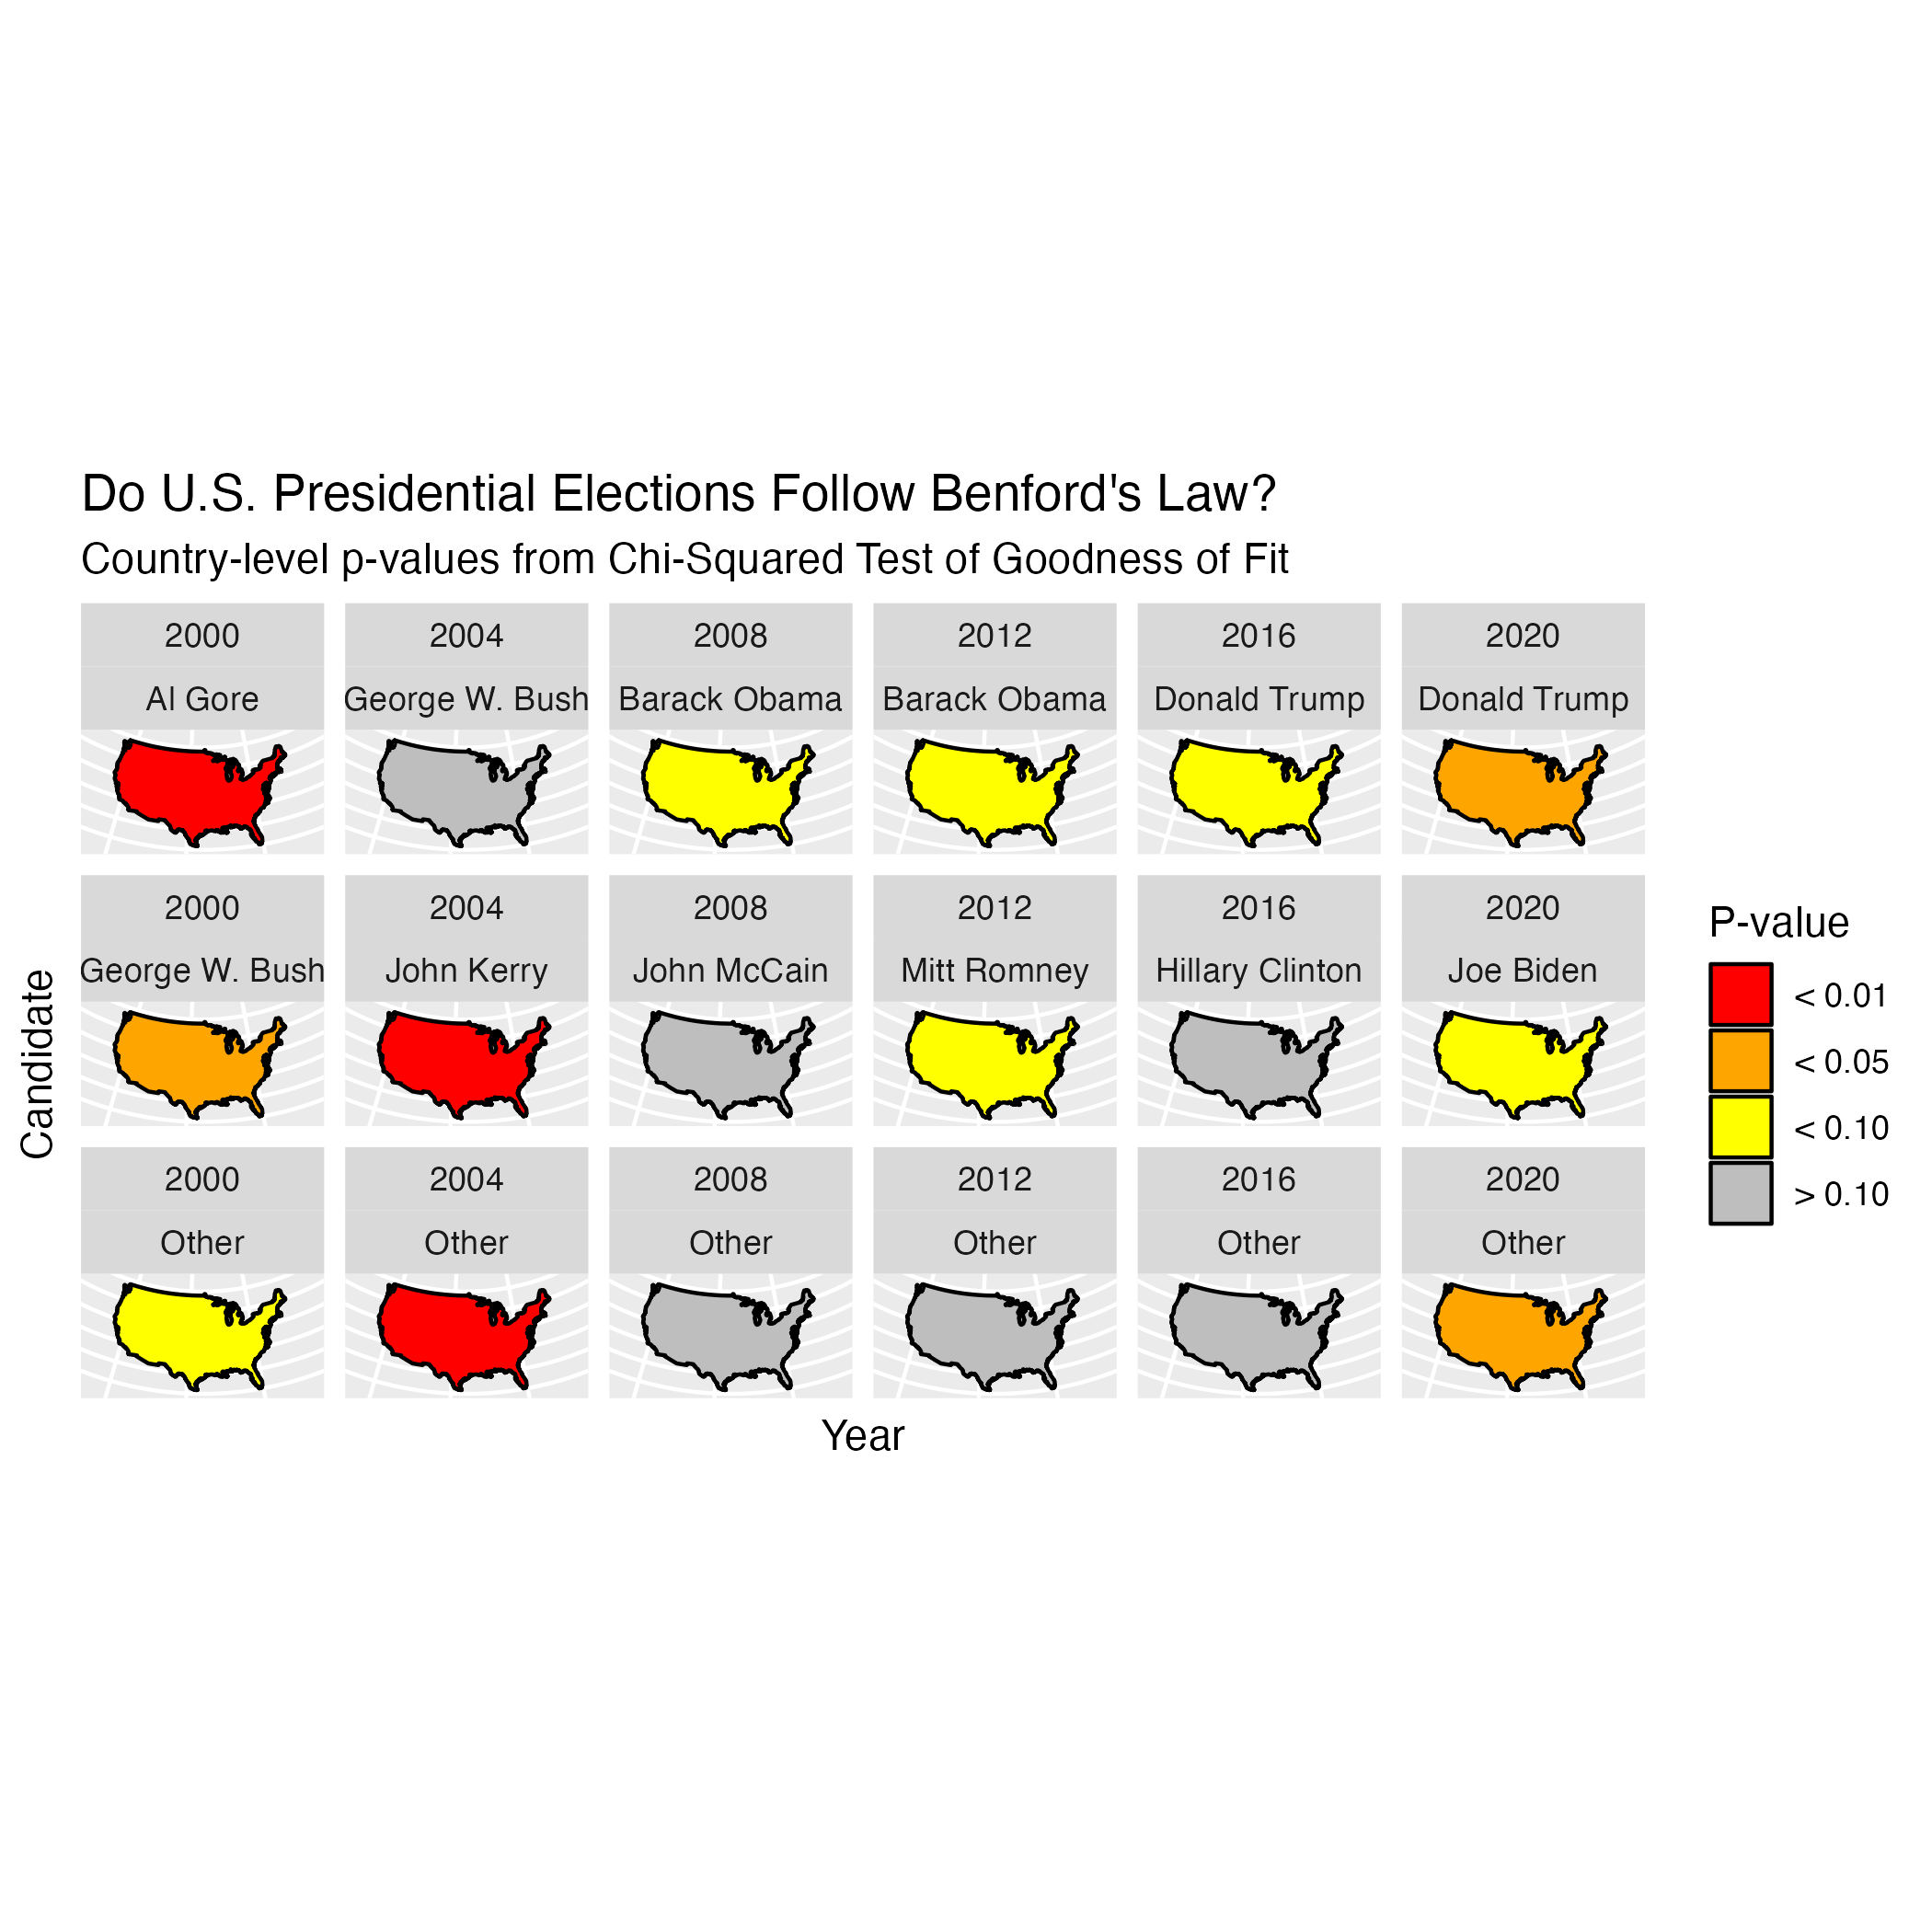 Do U.S. Presidential Elections Follow Benford's Law?
Country-level p-values from Chi-Squared Test of Goodness of Fit
2000 2004 2008 2012 2016 2020
Al Gore George W. Bush Barack Obama Barack Obama Donald Trump Donald Trump
2000 2004 2008 2012 2016 2020
George W. Bush John Kerry John McCain Mitt Romney Hillary Clinton Joe Biden
2000 2004 2008 2012 2016 2020
Other Other Other Other Other Other
Year
Candidate
P-value
< 0.01
< 0.05
< 0.10
> 0.10